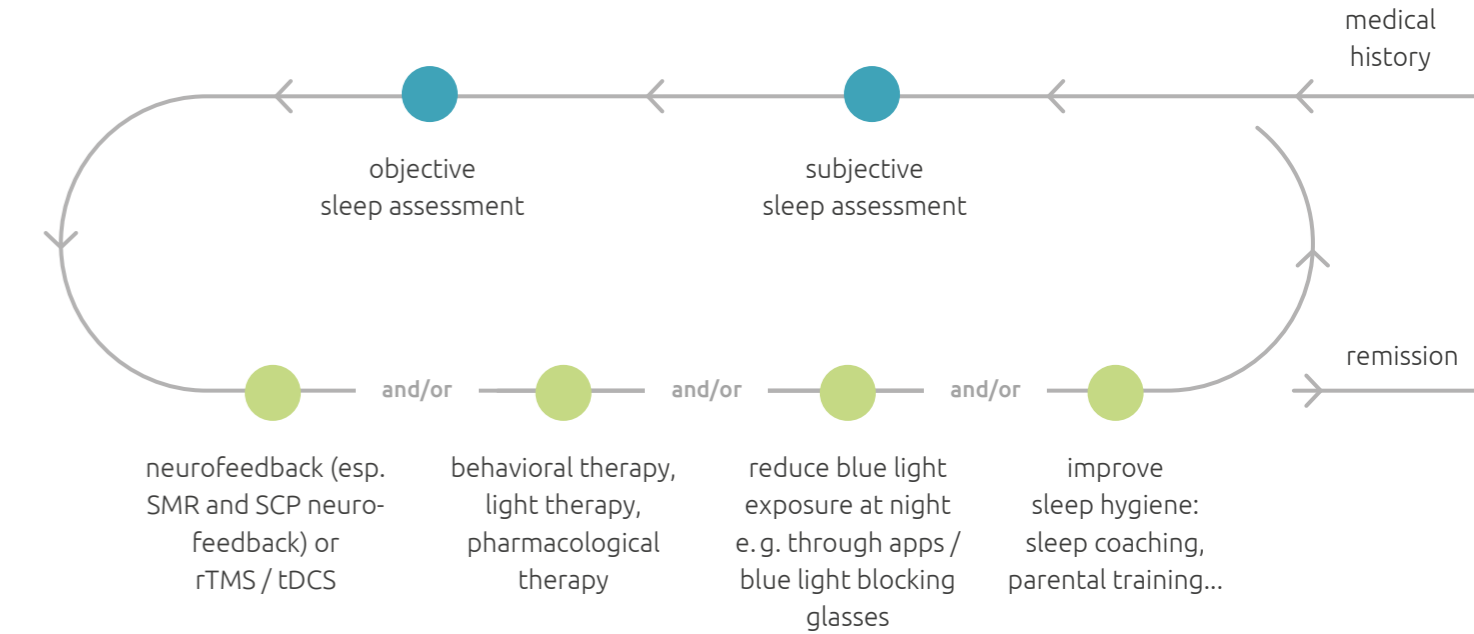 medical
history
objective
sleep assessment
subjective
sleep assessment
remission
and/or
and/or
and/or
neurofeedback (esp.
SMR and SCP neuro-
feedback) or
rTMS / tDCS
behavioral therapy,
light therapy,
pharmacological
therapy
reduce blue light
exposure at night
e. g. through apps /
blue light blocking
glasses
improve
sleep hygiene:
sleep coaching,
parental training...